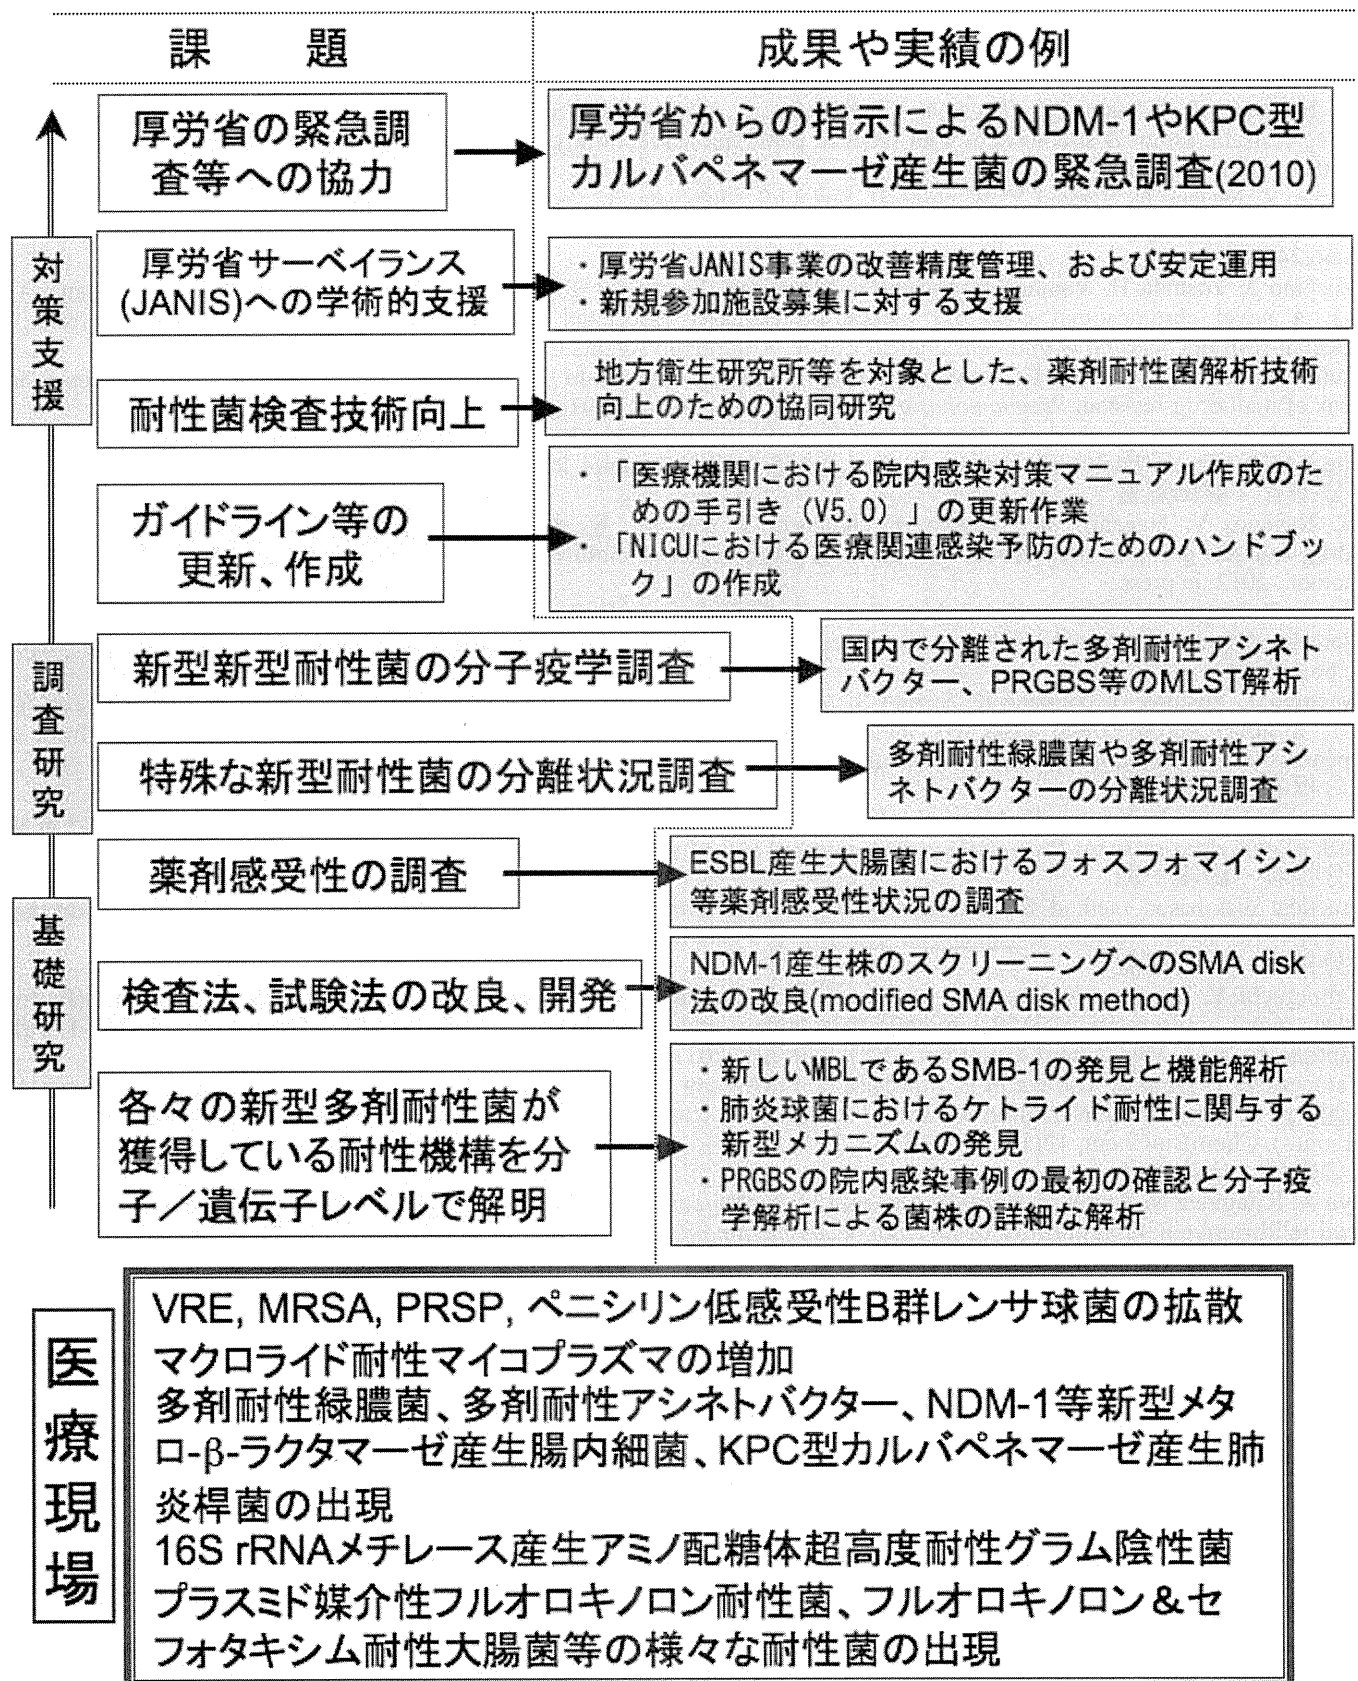 課 題
成果や実績の例
対策支援
厚労省の緊急調
査等への協力
厚労省からの指示によるNDM-1やKPC型
カルバペネマーゼ産生菌の緊急調査(2010)
厚労省サーベイランス
(JANIS)への学術的支援
・厚労省JANIS事業の改善精度管理、および安定運用
・新規参加施設募集に対する支援
耐性菌検査技術向上
地方衛生研究所等を対象とした、薬剤耐性菌解析技術
向上のための協同研究
ガイドライン等の
更新、作成
・「医療機関における院内感染対策マニュアル作成のた
めの手引き (V5.0) 」の更新作業
・「NICUにおける医療関連感染予防のためのハンドブッ
ク」の作成
調査研究
新型新型耐性菌の分子疫学調査
国内で分離された多剤耐性アシネト
バクター、PRGBS等のMLST解析
特殊な新型耐性菌の分離状況調査
多剤耐性緑膿菌や多剤耐性アシ
ネトバクターの分離状況調査
基礎研究
薬剤感受性の調査
ESBL産生大腸菌におけるフォスフォマイシン
等薬剤感受性状況の調査
検査法、試験法の改良、開発
NDM-1産生株のスクリーニングへのSMA disk
法の改良(modified SMA disk method)
各々の新型多剤耐性菌が
獲得している耐性機構を分
子／遺伝子レベルで解明
・新しいMBLであるSMB-1の発見と機能解析
・肺炎球菌におけるケトライド耐性に関与する
新型メカニズムの発見
・PRGBSの院内感染事例の最初の確認と分子疫
学解析による菌株の詳細な解析
医療現場
VRE, MRSA, PRSP, ペニシリン低感受性B群レンサ球菌の拡散
マクロライド耐性マイコプラズマの増加
多剤耐性緑膿菌、多剤耐性アシネトバクター、NDM-1等新型メタ
ロ-β-ラクタマーゼ産生腸内細菌、KPC型カルバペネマーゼ産生肺
炎桿菌の出現
16S rRNAメチレース産生アミノ配糖体超高度耐性グラム陰性菌
プラスミド媒介性フルオロキノロン耐性菌、フルオロキノロン＆セ
フォタキシム耐性大腸菌等の様々な耐性菌の出現